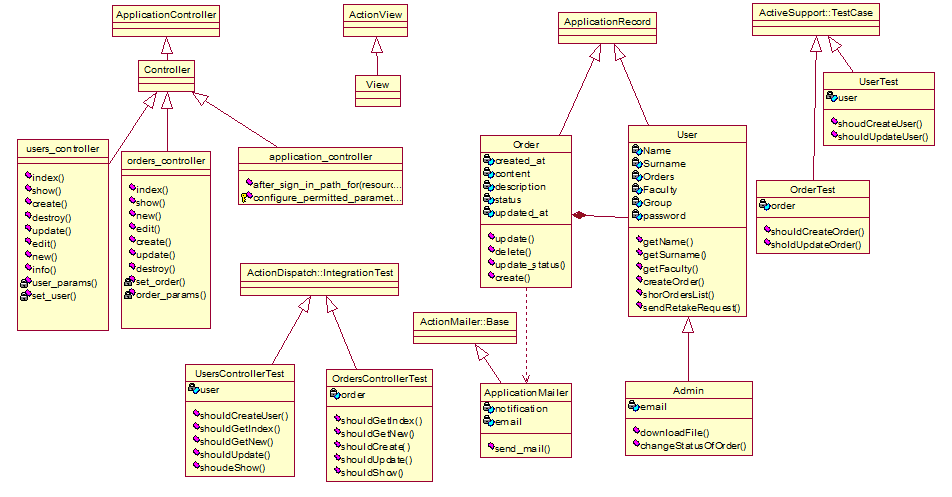 ApplicationController
Controller
users_controller
index()
show()
create()
destroy()
update()
edit()
new()
info()
user_params()
set_user()
orders_controller
index()
show()
new()
edit()
create()
update()
destroy()
set_order()
order_params()
application_controller
after_sign_in_path_for(resour...
configure_permitted_paramet...
ActionView
View
ActionDispatch::IntegrationTest
UsersControllerTest
user
shouldCreateUser()
shouldGetIndex()
shouldGetNew()
shouldUpdate()
shoudeShow()
OrdersControllerTest
order
shouldGetIndex()
shouldGetNew()
shouldCreate()
shouldUpdate()
shouldShow()
ApplicationRecord
Order
created_at
content
description
status
updated_at
update()
delete()
update_status()
create()
User
Name
Surname
Orders
Faculty
Group
password
getName()
getSurname()
getFaculty()
createOrder()
shorOrdersList()
sendRetakeRequest()
ActionMailer::Base
ApplicationMailer
notification
email
send_mail()
Admin
email
downloadFile()
changeStatusOfOrder()
ActiveSupport::TestCase
UserTest
user
shoudCreateUser()
shouldUpdateUser()
OrderTest
order
shouldCreateOrder()
sholdUpdateOrder()